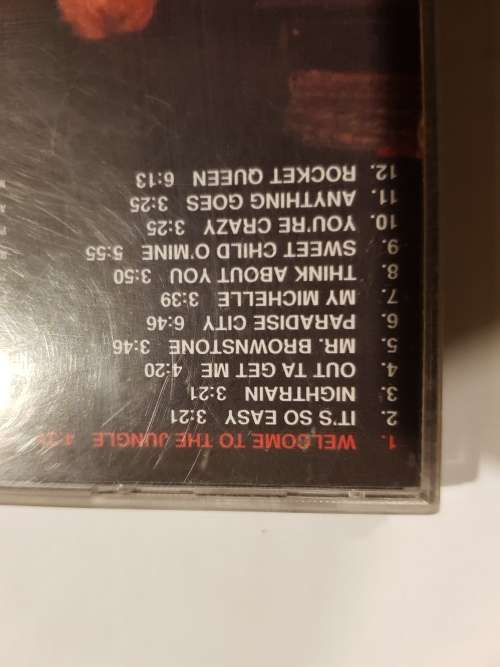 1. WELCOME TO THE JUNGLE
2. IT'S SO EASY 3:21
3. NIGHTRAIN 3:21
4. OUT TA GET ME 4:20
5. MR. BROWNSTONE 3:46
6. PARADISE CITY 6:46
7. MY MICHELLE 3:39
8. THINK ABOUT YOU 3:50
9. SWEET CHILD O'MINE 5:55
10. YOU'RE CRAZY 3:25
11. ANYTHING GOES 3:25
12. ROCKET QUEEN 6:13